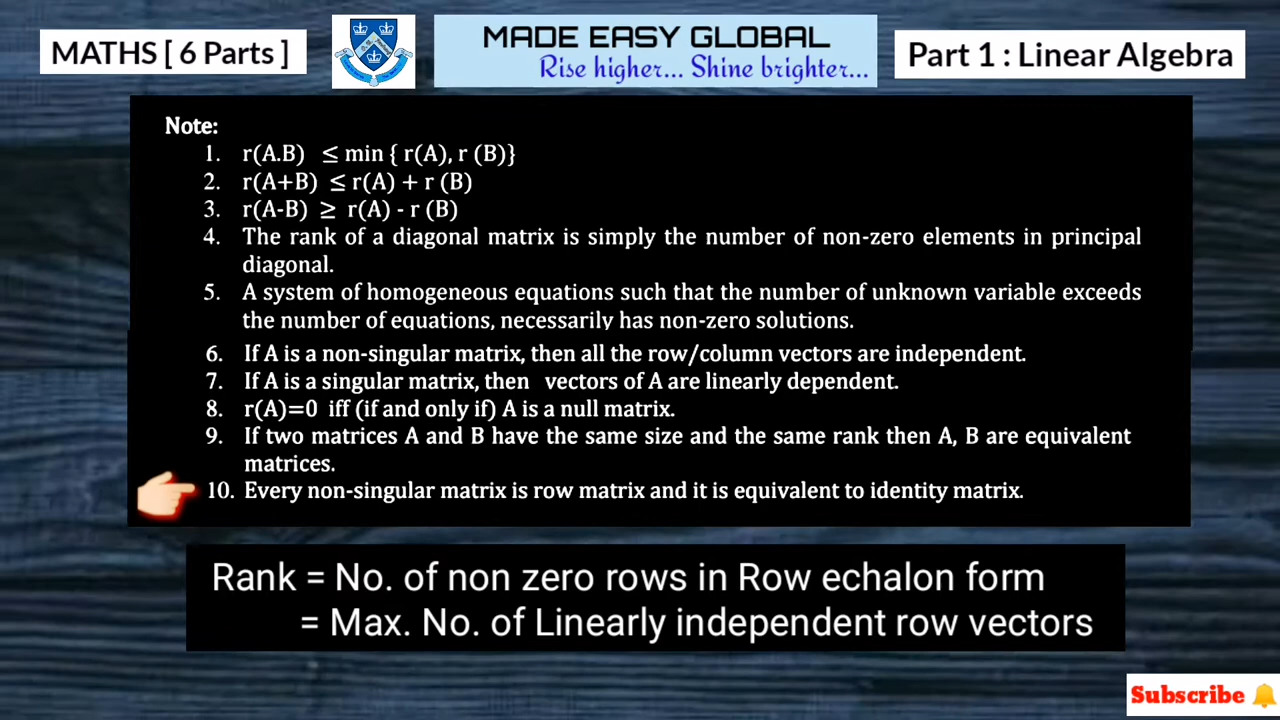 MATHS [ 6 Parts ]
MADE EASY GLOBAL
Rise higher... Shine brighter...
Part 1 : Linear Algebra
Note:
1. r(A.B) ≤ min { r(A), r (B)}
2. r(A+B) ≤ r(A) + r (B)
3. r(A-B) ≥ r(A) - r (B)
4. The rank of a diagonal matrix is simply the number of non-zero elements in principal
diagonal.
5. A system of homogeneous equations such that the number of unknown variable exceeds
the number of equations, necessarily has non-zero solutions.
6. If A is a non-singular matrix, then all the row/column vectors are independent.
7. If A is a singular matrix, then vectors of A are linearly dependent.
8. r(A)=0 iff (if and only if) A is a null matrix.
9. If two matrices A and B have the same size and the same rank then A, B are equivalent
matrices.
10. Every non-singular matrix is row matrix and it is equivalent to identity matrix.
Rank = No. of non zero rows in Row echalon form
= Max. No. of Linearly independent row vectors
Subscribe